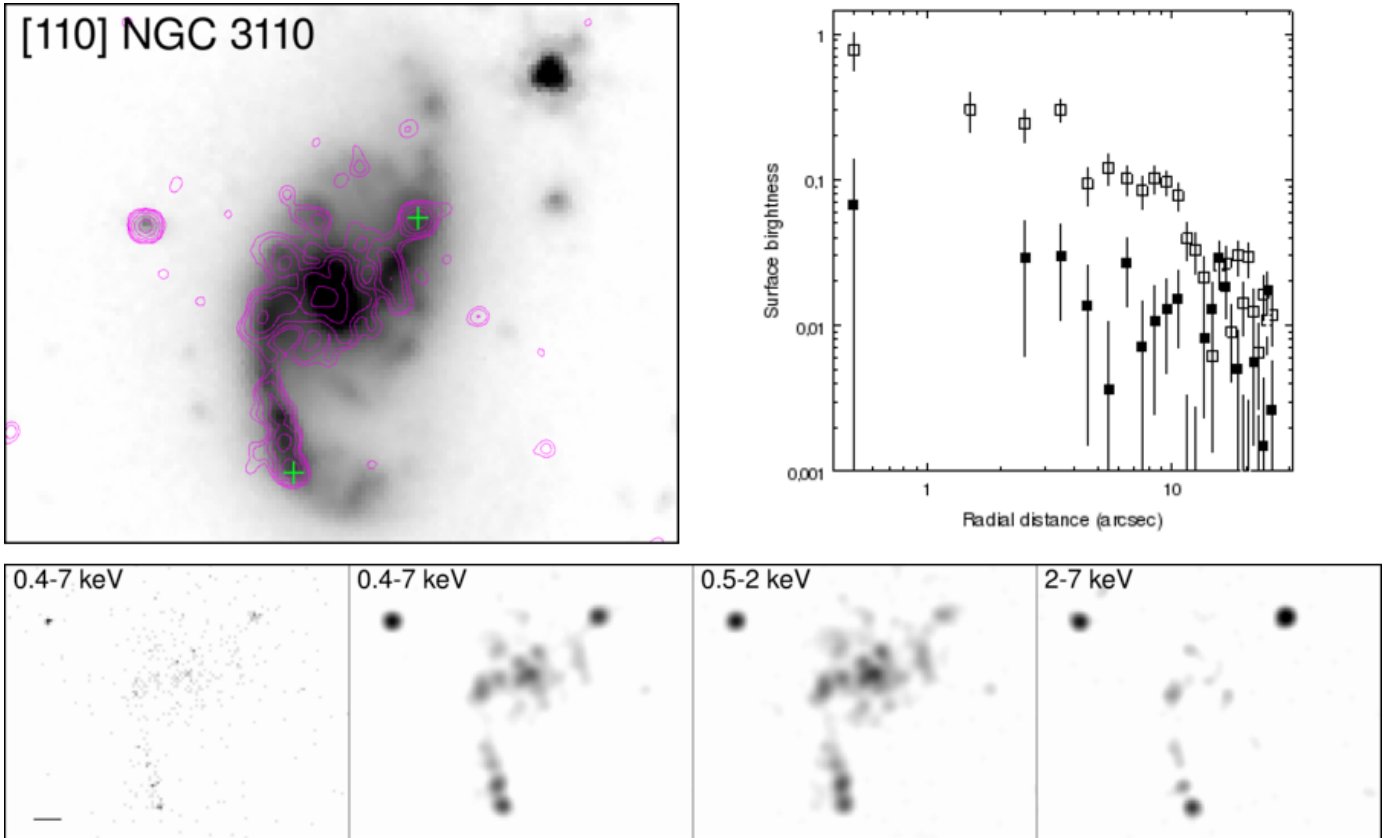 [110] NGC 3110
1
0,1
0,01
0,001
Surface birghtness
1
10
Radial distance (arcsec)
0.4-7 keV
0.4-7 keV
0.5-2 keV
2-7 keV